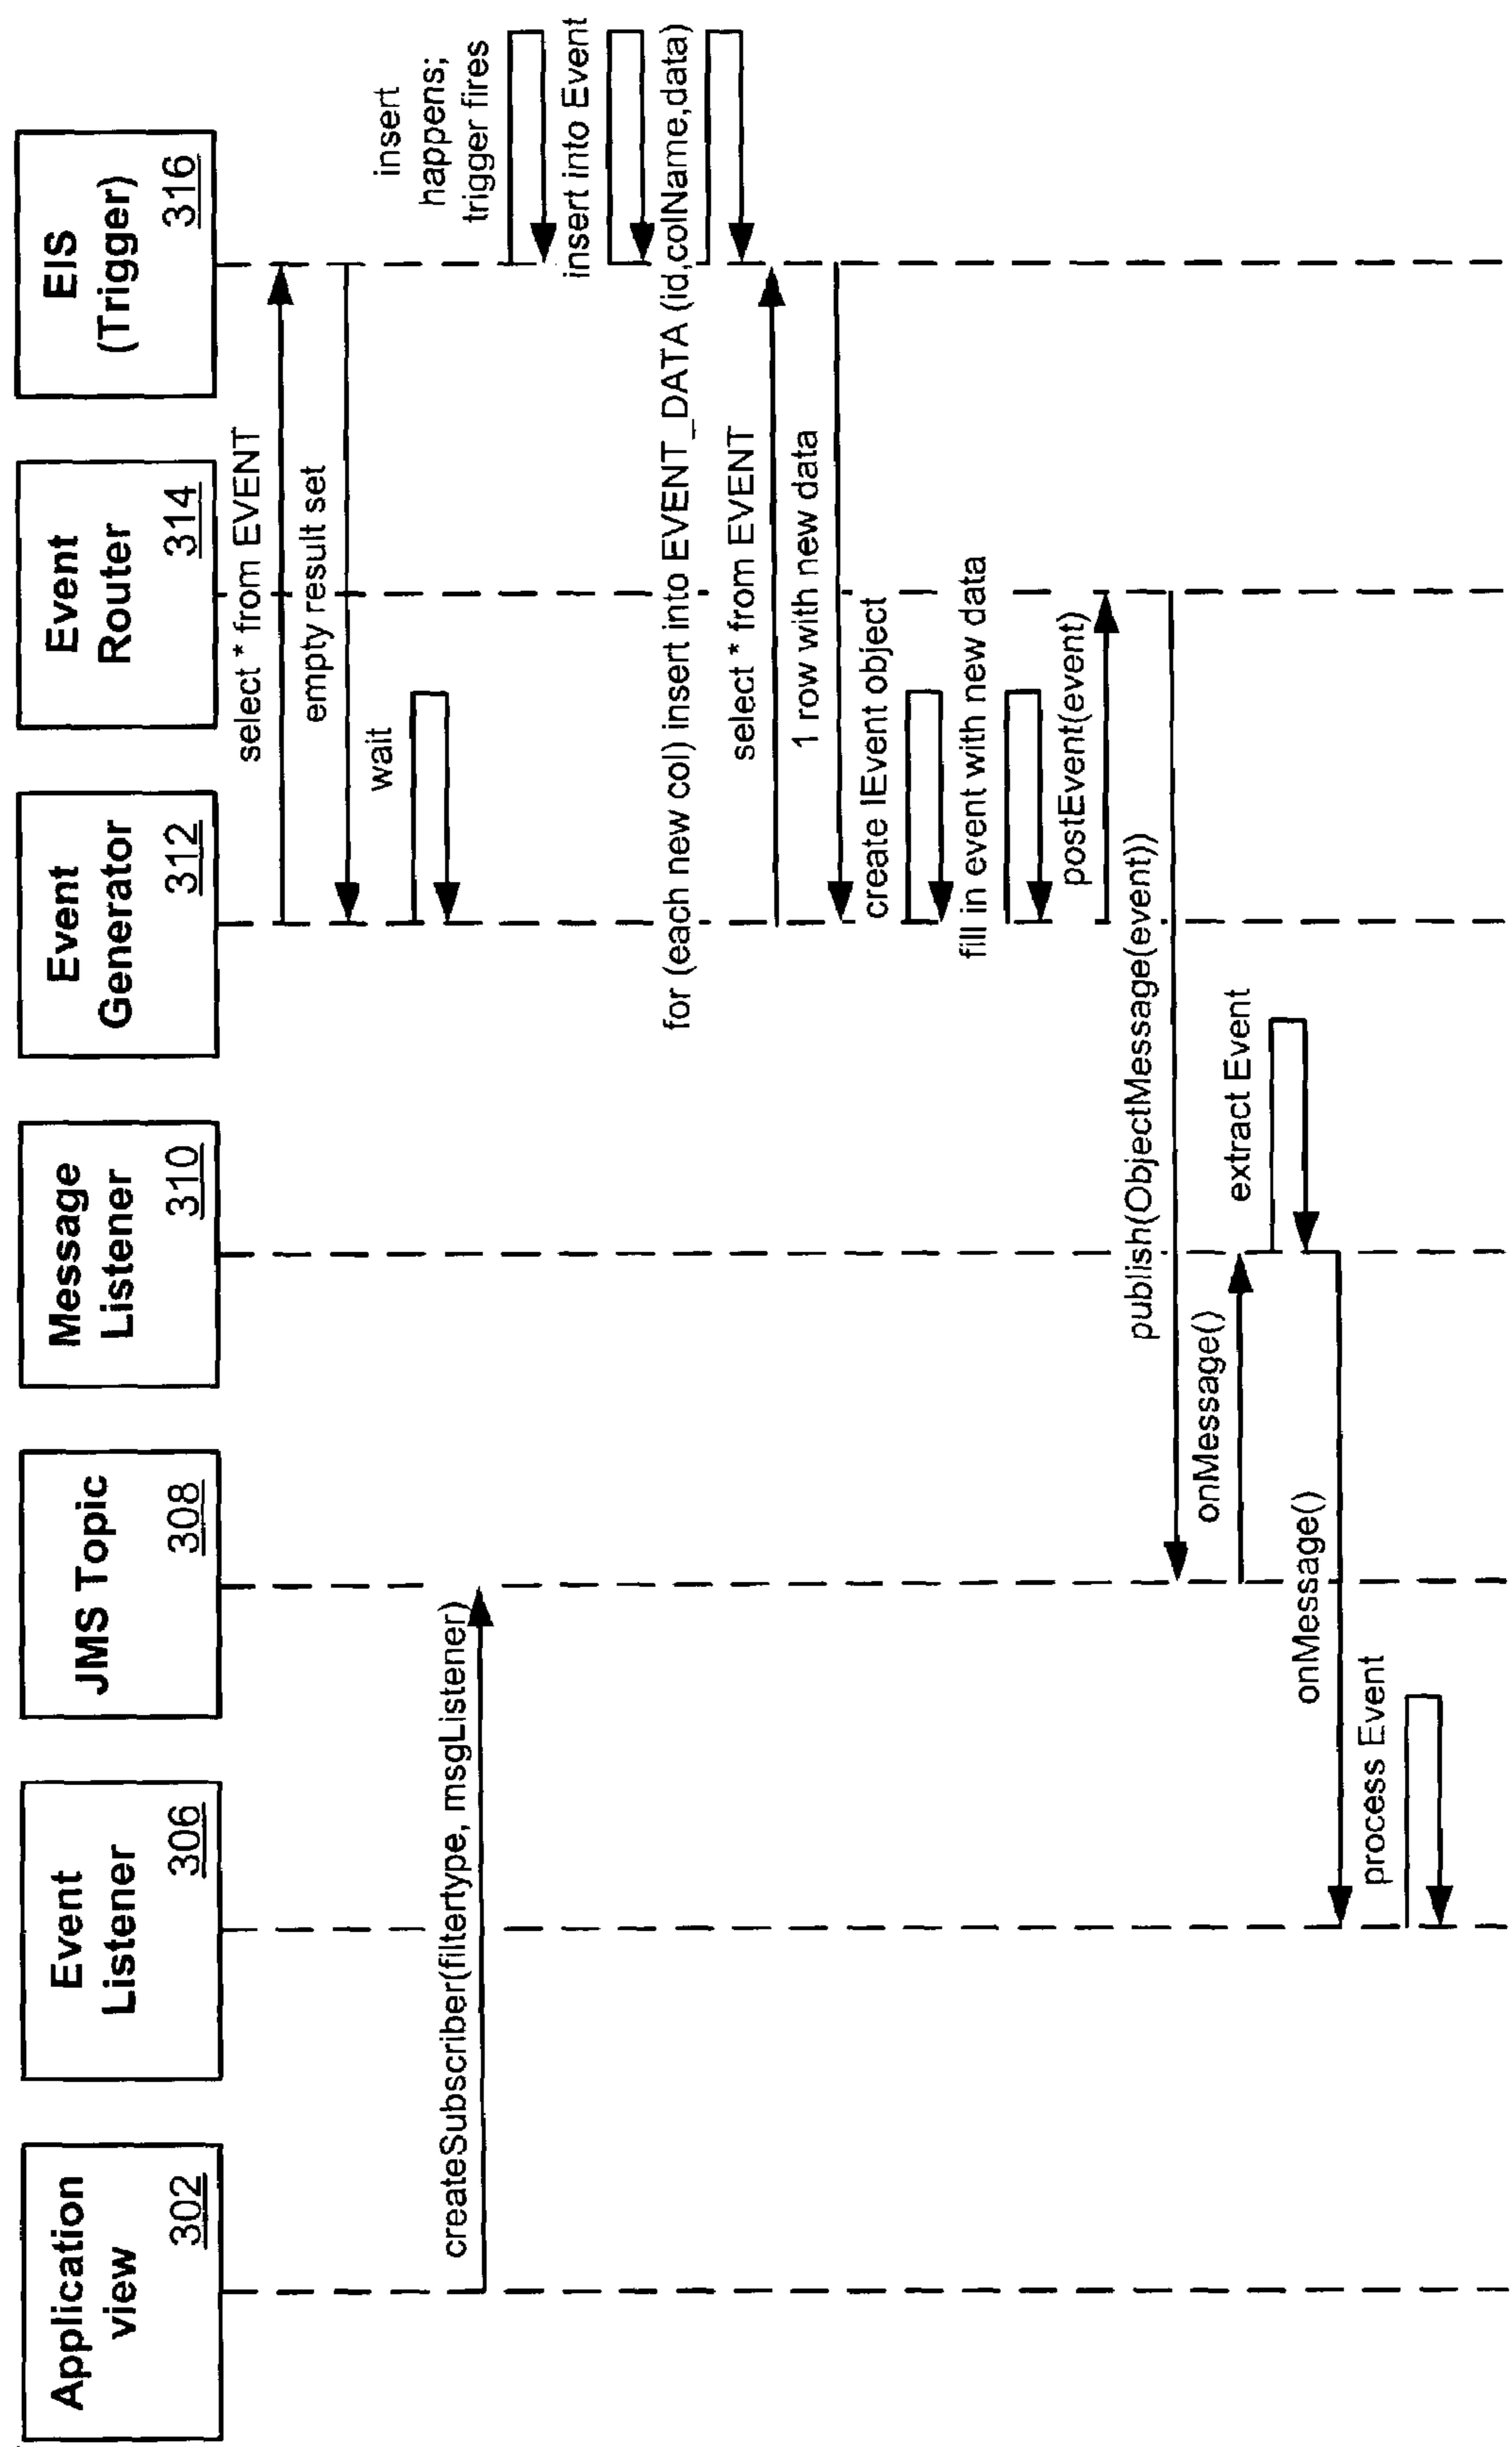 Application
view
302
Event
Listener
306
JMS Topic
308
Message
Listener
310
Event
Generator
312
Event
Router
314
EIS
(Trigger)
316
select * from EVENT
empty result set
wait
createSubscriber(filtertype, msgListener)
insert
happens;
trigger fires
insert into Event
for (each new col) insert into EVENT_DATA (id,colName,data)
select * from EVENT
1 row with new data
create IEvent object
fill in event with new data
postEvent(event)
publish(ObjectMessage(event))
onMessage()
extract Event
onMessage()
process Event